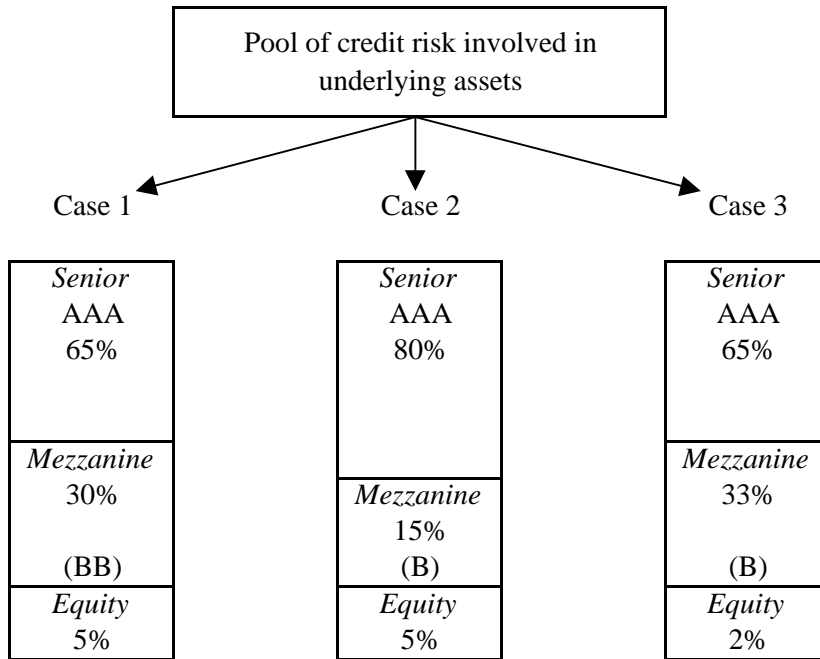 Pool of credit risk involved in
underlying assets
Case 1
Case 2
Case 3
Senior
AAA
65%
Mezzanine
30%
(BB)
Equity
5%
Senior
AAA
80%
Mezzanine
15%
(B)
Equity
5%
Senior
AAA
65%
Mezzanine
33%
(B)
Equity
2%